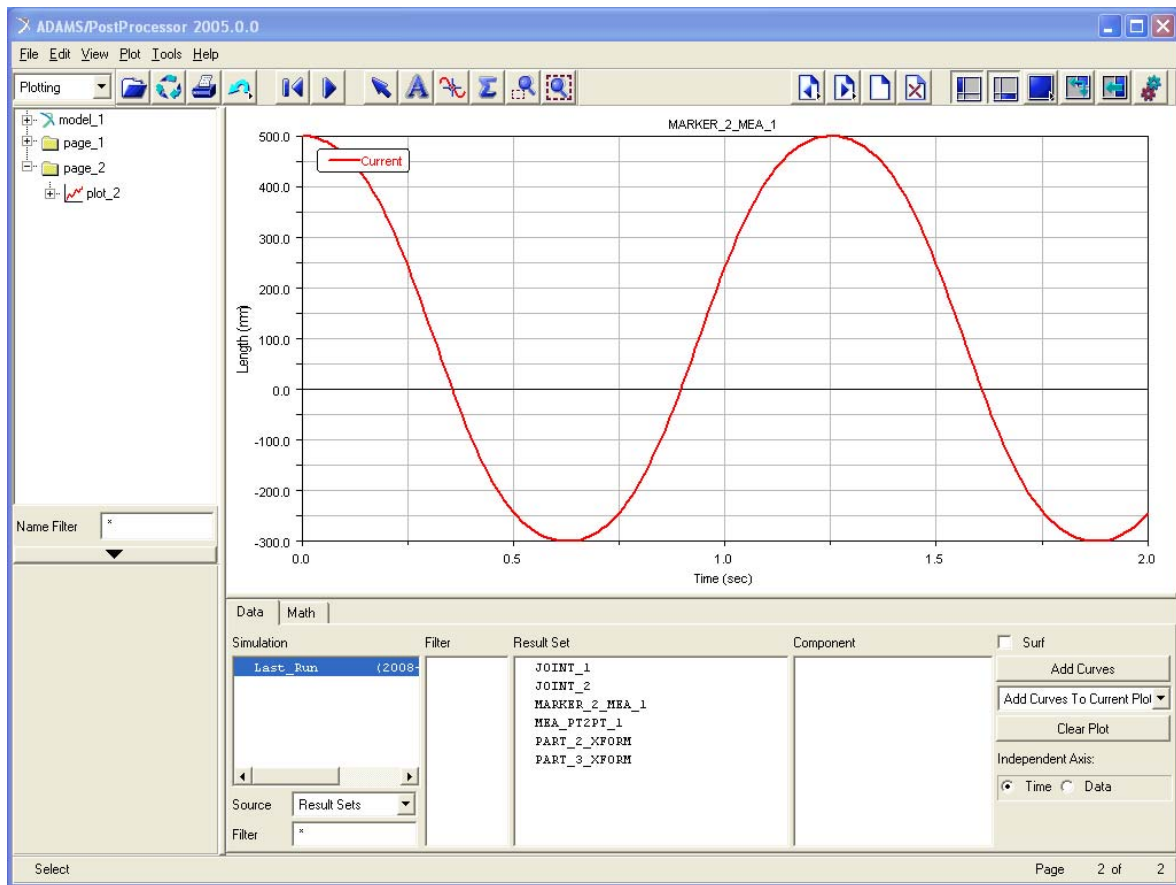 ADAMS/PostProcessor 2005.0.0
File Edit View Plot Tools Help
Plotting
model_1
page_1
page_2
plot_2
Name Filter *
MARKER_2_MEA_1
Current
500.0
400.0
300.0
200.0
100.0
0.0
-100.0
-200.0
-300.0
Length (mm)
0.0 0.5 1.0 1.5 2.0
Time (sec)
Data Math
Simulation Filter Result Set Component Surf
Last_Run (2008-
JOINT_1
JOINT_2
MARKER_2_MEA_1
MEA_PT2PT_1
PART_2_XFORM
PART_3_XFORM
Add Curves
Add Curves To Current Plot
Clear Plot
Independent Axis:
Time Data
Source Result Sets
Filter *
Select Page 2 of 2